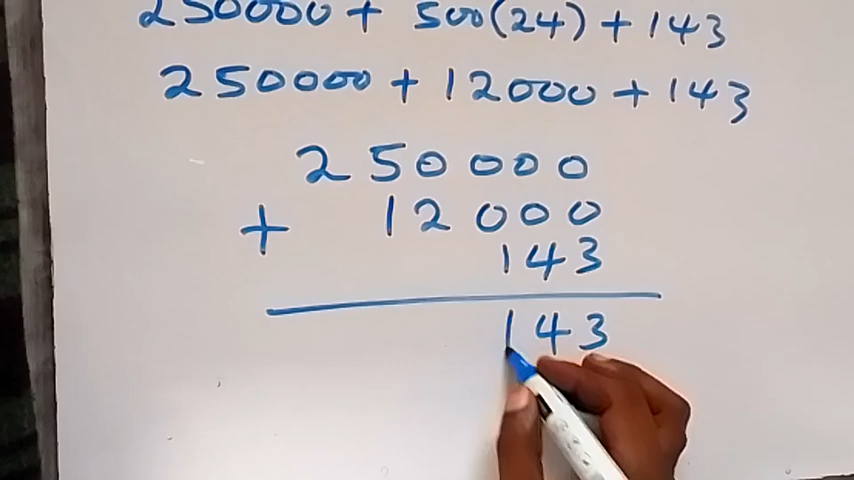 250000 + 500(24) + 143
250000 + 12000 + 143
250000
+ 12000
143
143